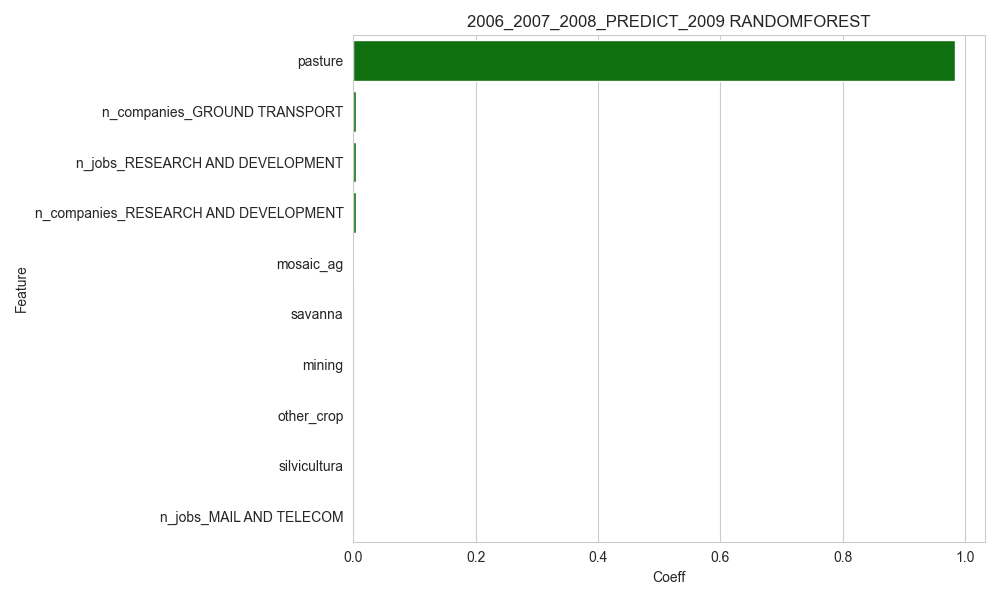 2006_2007_2008_PREDICT_2009 RANDOMFOREST
pasture
n_companies_GROUND TRANSPORT
n_jobs_RESEARCH AND DEVELOPMENT
n_companies_RESEARCH AND DEVELOPMENT
mosaic_ag
savanna
mining
other_crop
silvicultura
n_jobs_MAIL AND TELECOM
Feature
0.0 0.2 0.4 0.6 0.8 1.0
Coeff